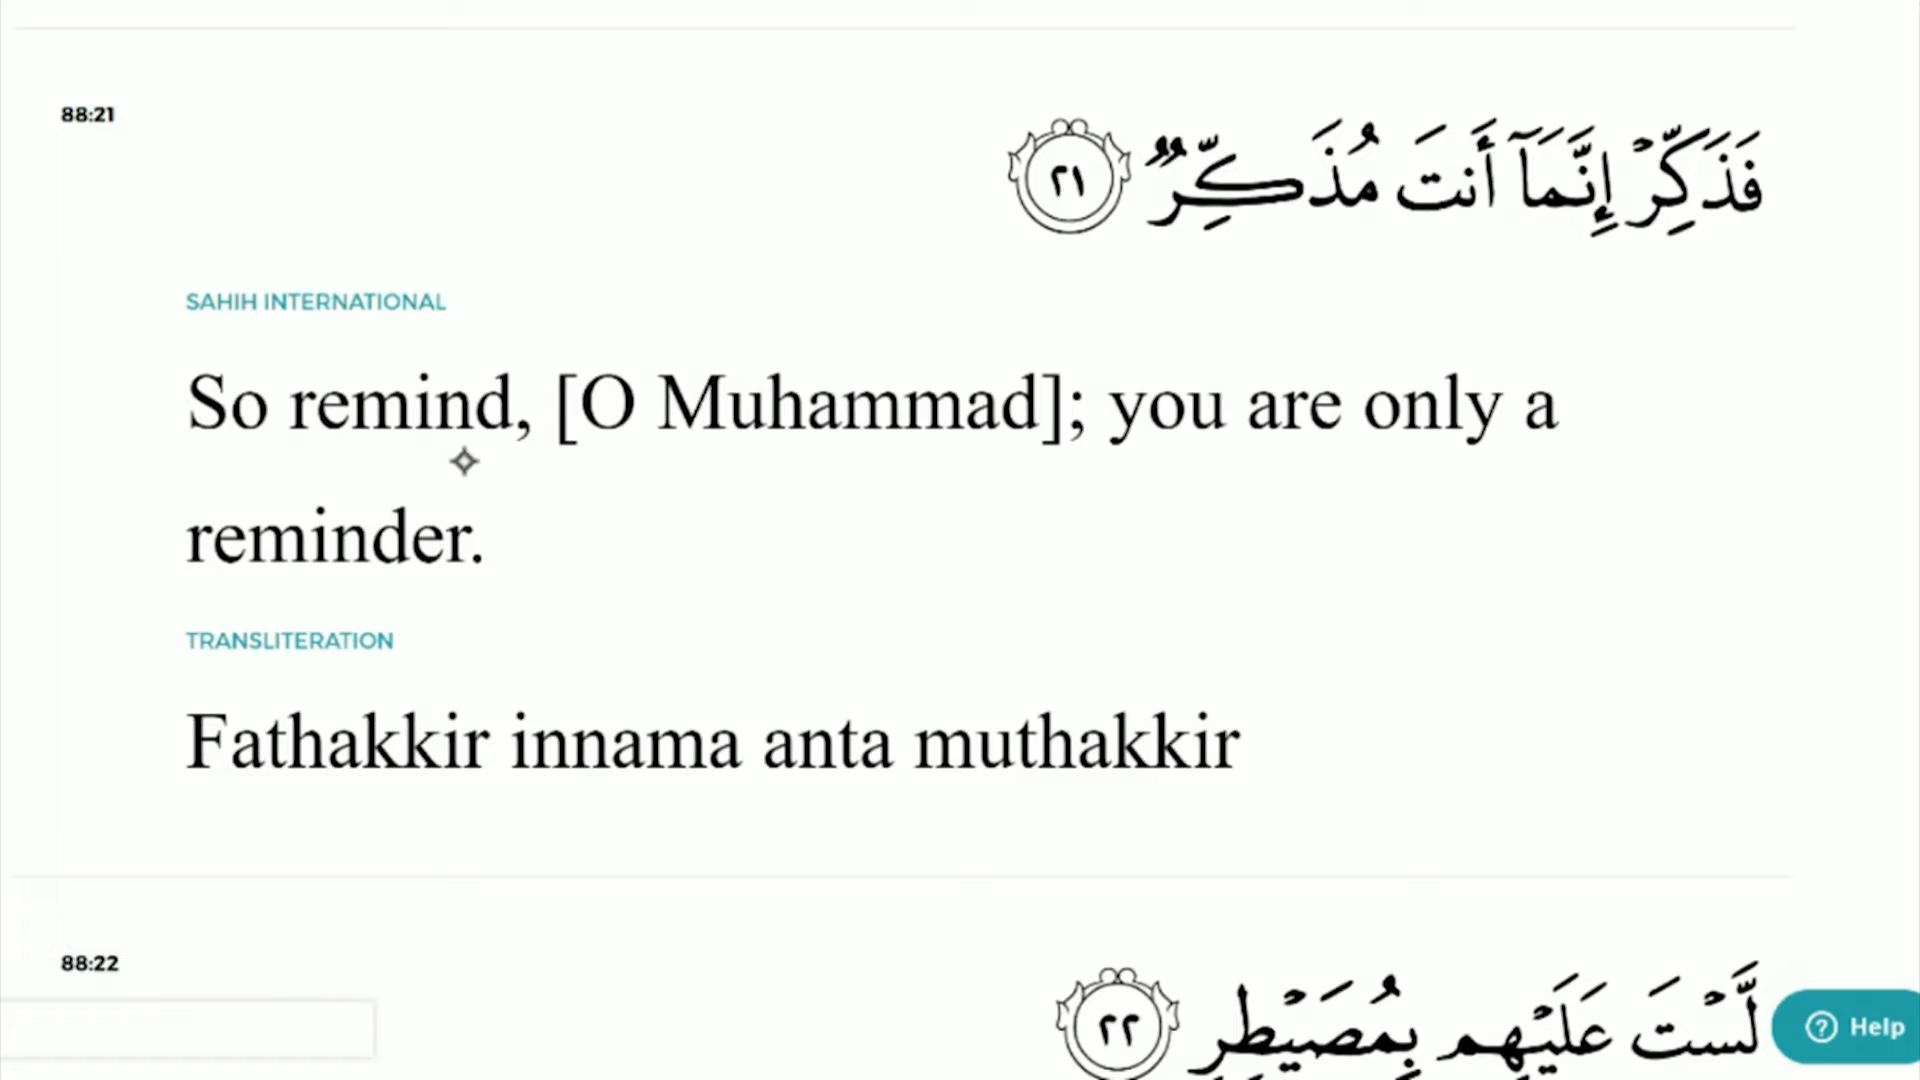 88:21
فَذَكِّرۡ إِنَّمَآ أَنتَ مُذَكِّرٌ ٢١
SAHIH INTERNATIONAL
So remind, [O Muhammad]; you are only a
reminder.
TRANSLITERATION
Fathakkir innama anta muthakkir
88:22
لَّسۡتَ عَلَيۡهِم بِمُصَيۡطِرٍ ٢٢
Help